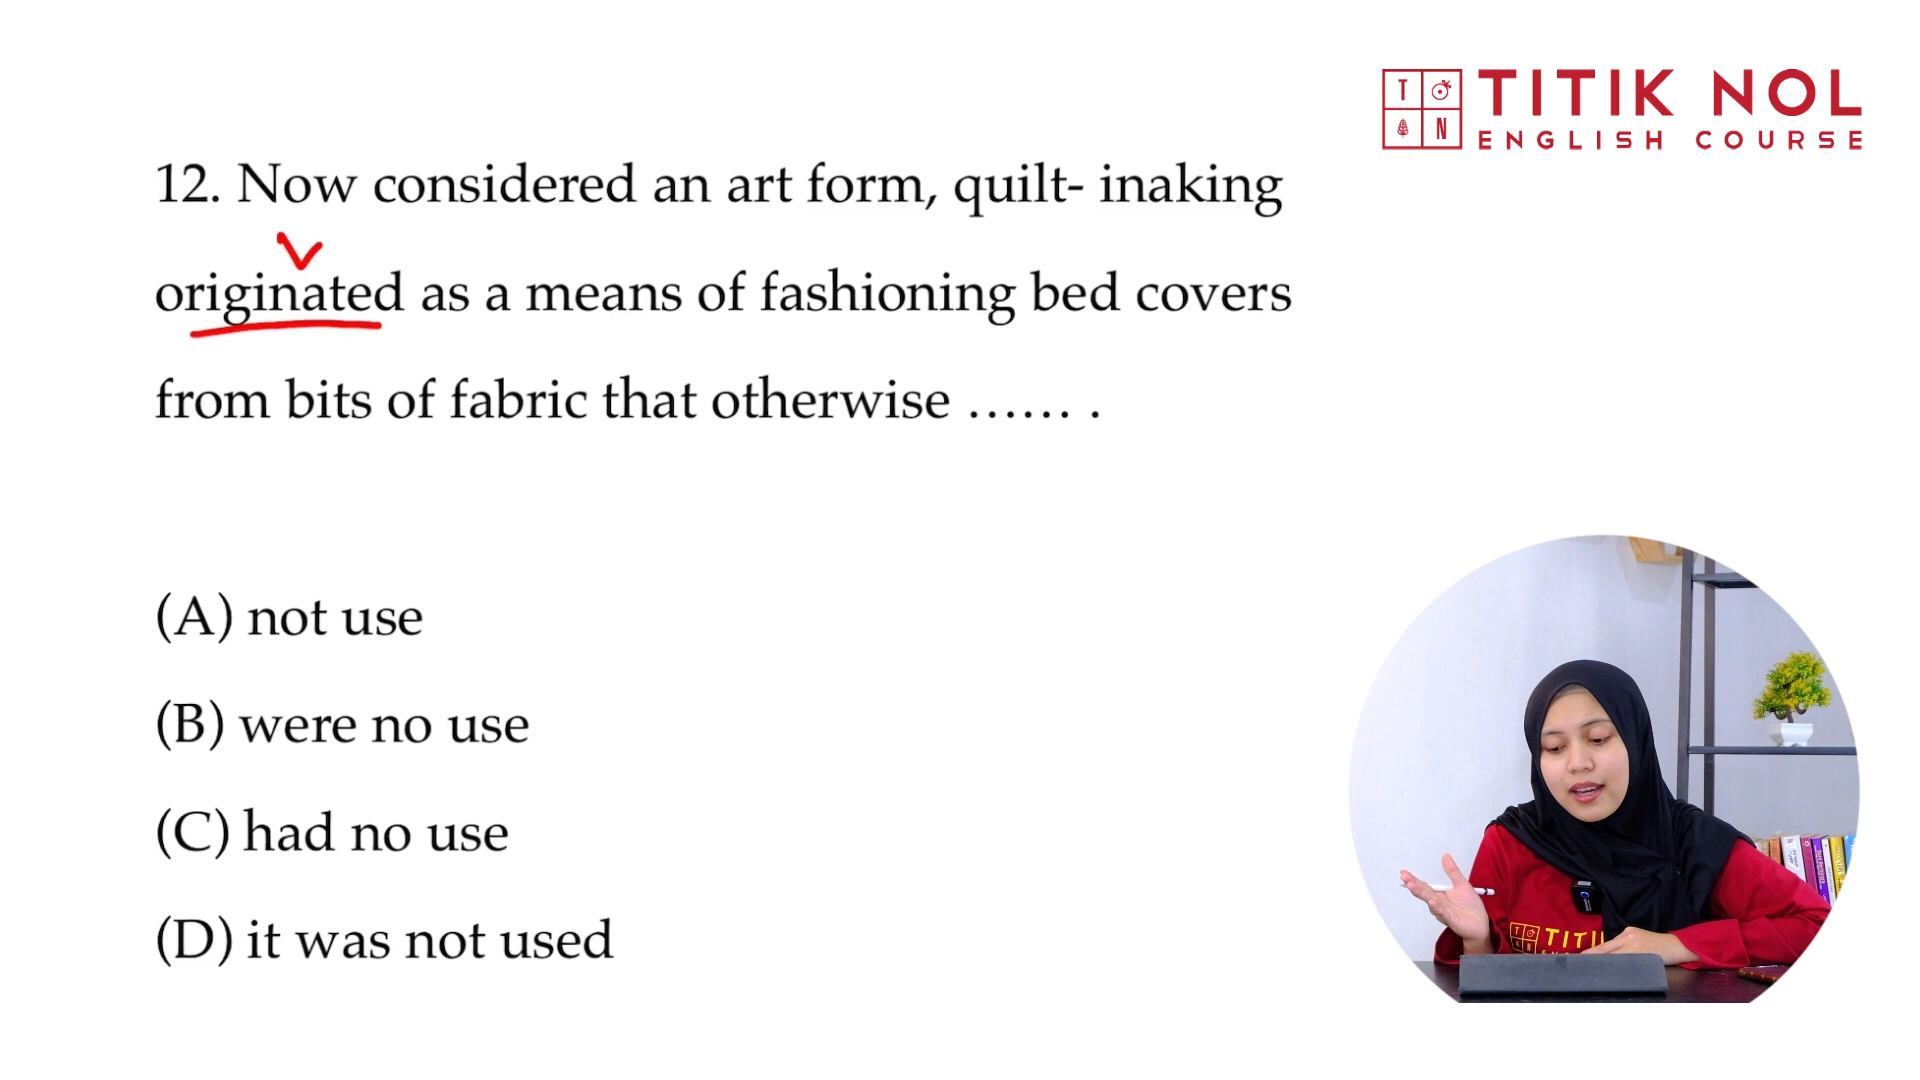 TITIK NOL
ENGLISH COURSE
12. Now considered an art form, quilt- inaking
originated as a means of fashioning bed covers
from bits of fabric that otherwise …… .
(A) not use
(B) were no use
(C) had no use
(D) it was not used